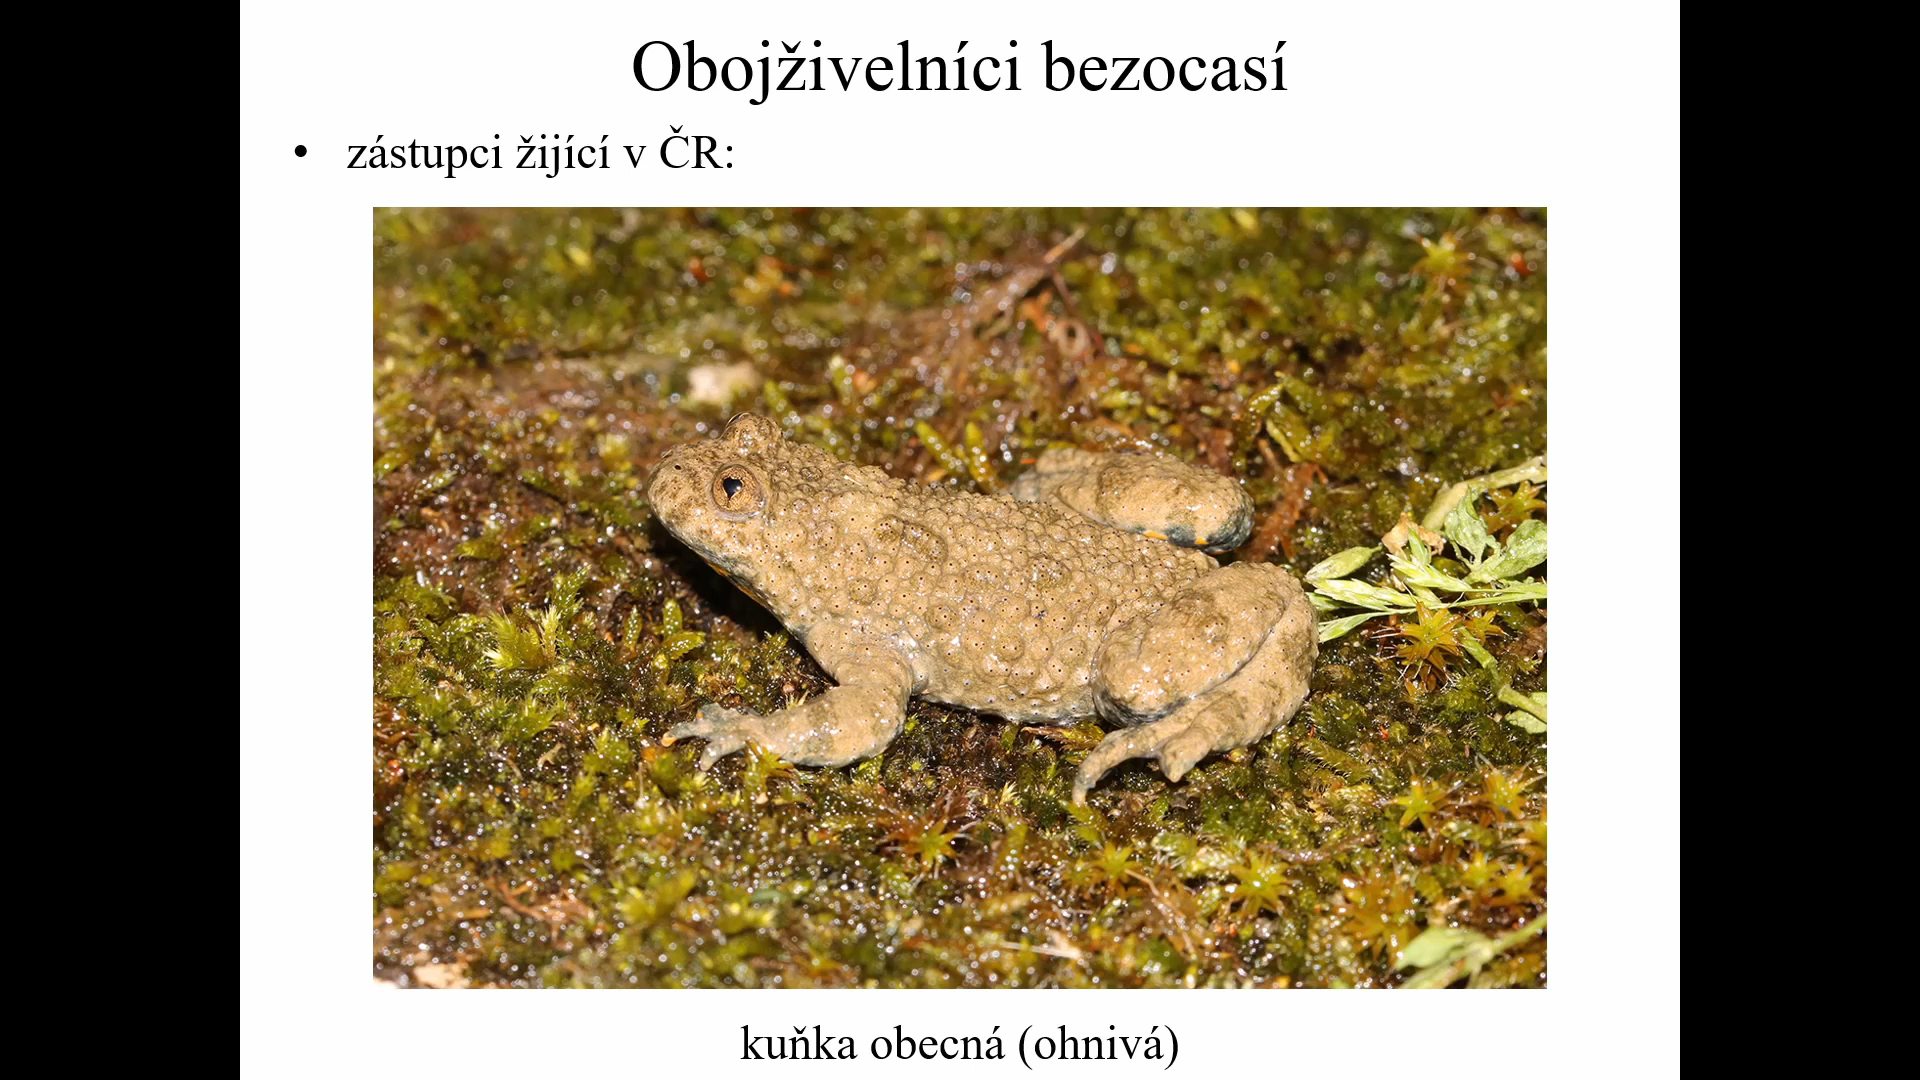 Obojživelníci bezocasí
• zástupci žijící v ČR:
kuňka obecná (ohnivá)